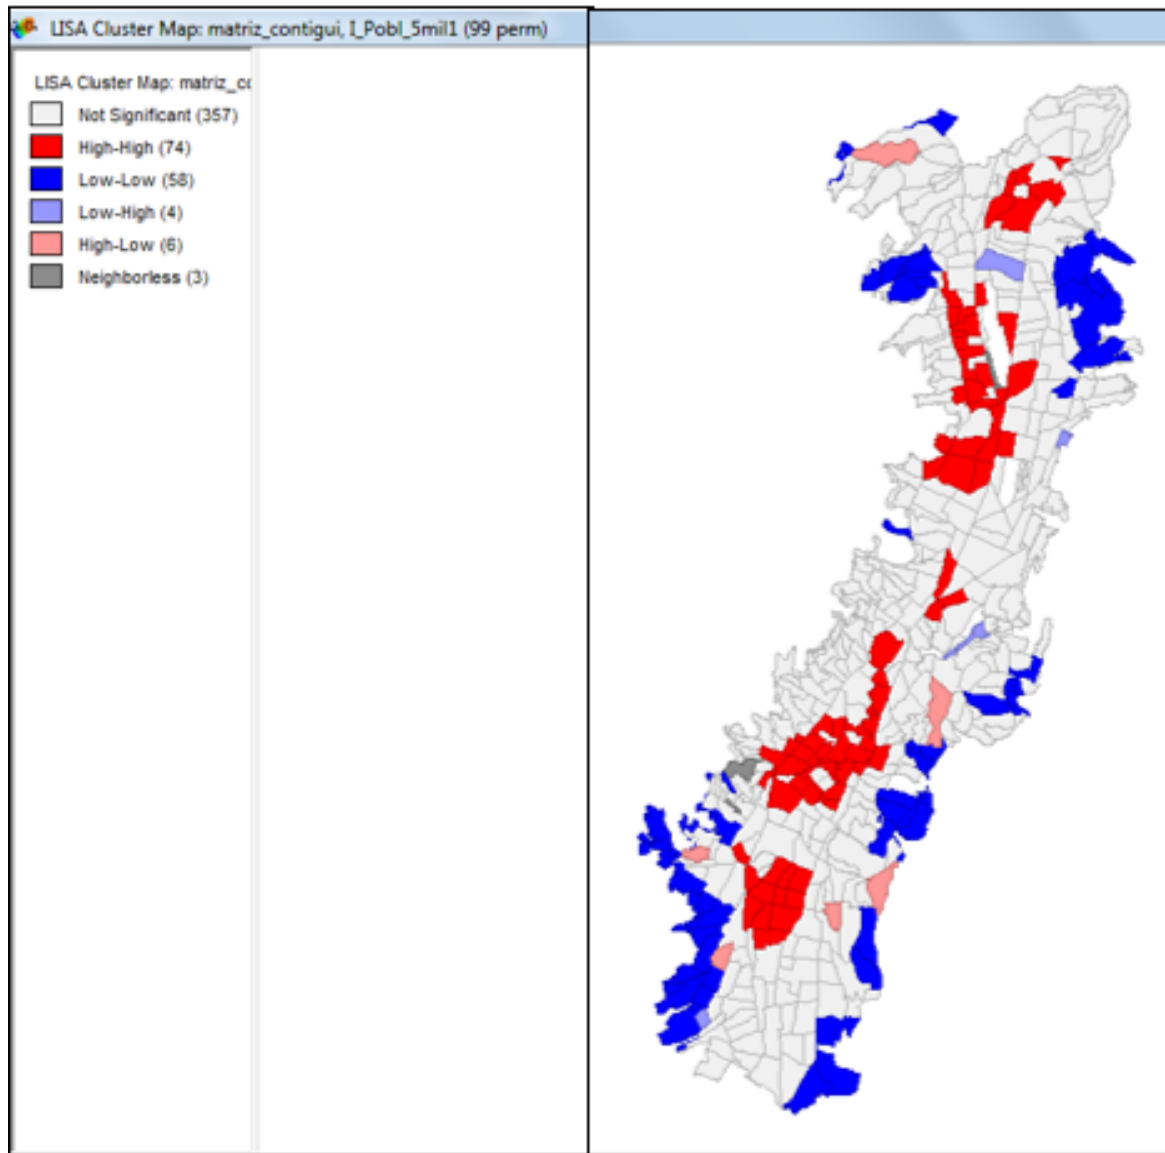 LISA Cluster Map: matriz_contigui, I_Pobl_5mil1 (99 perm)
LISA Cluster Map: matriz_cc
Not Significant (357)
High-High (74)
Low-Low (58)
Low-High (4)
High-Low (6)
Neighborless (3)